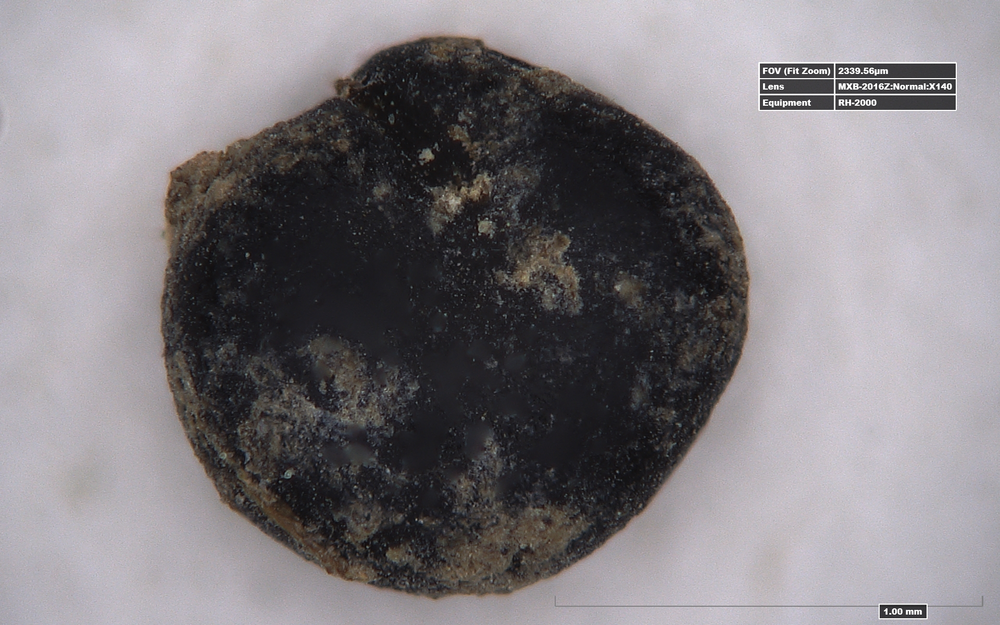 FOV (Fit Zoom) 2339.56µm
Lens MXB-2016Z:Normal:X140
Equipment RH-2000
1.00 mm